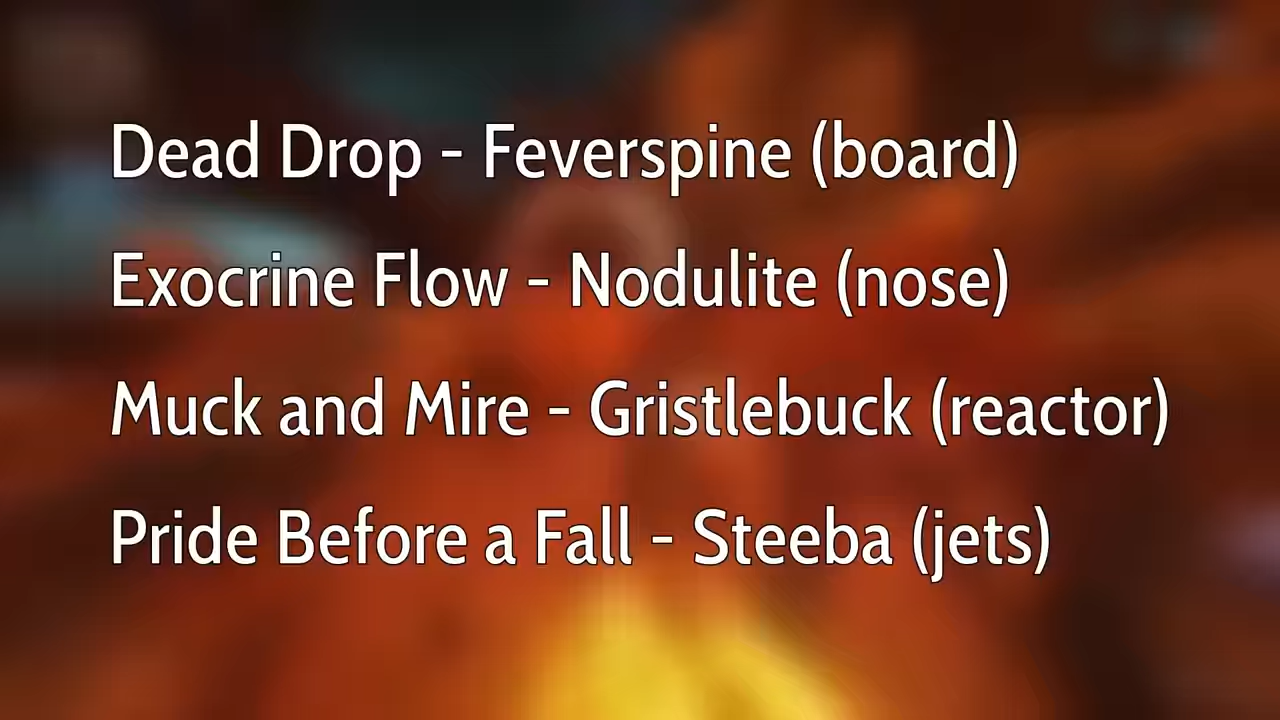 Dead Drop - Feverspine (board)
Exocrine Flow - Nodulite (nose)
Muck and Mire - Gristlebuck (reactor)
Pride Before a Fall - Steeba (jets)